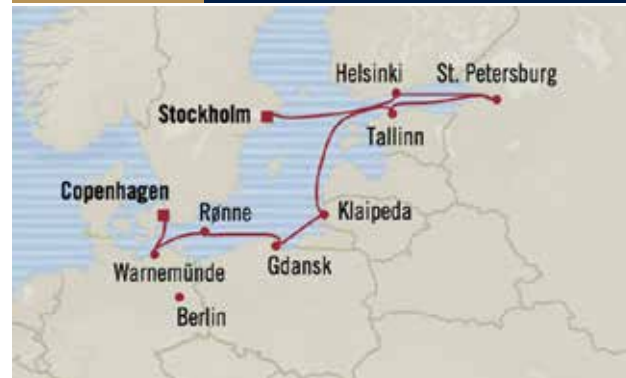 Helsinki
St. Petersburg
Stockholm
Tallinn
Copenhagen
Rønne
Klaipeda
Warnemünde
Gdansk
Berlin